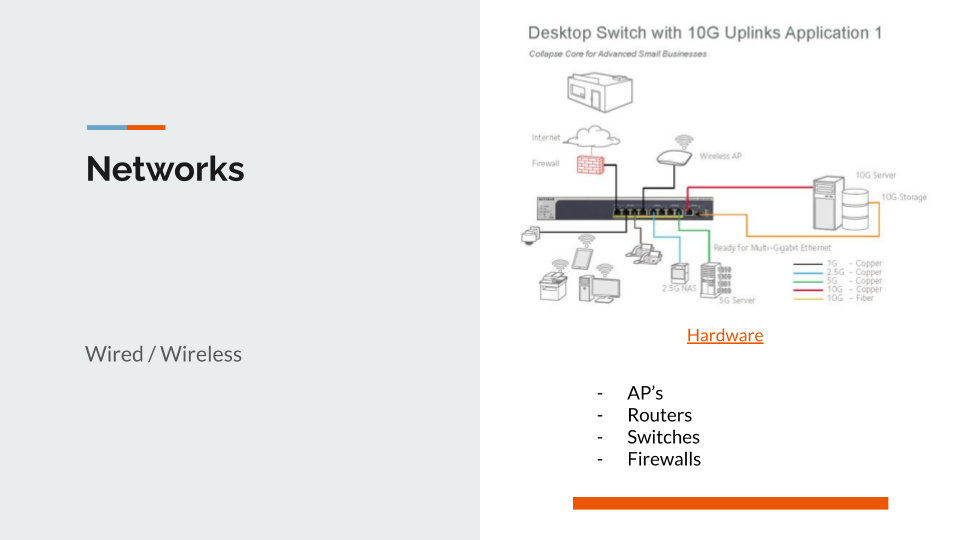 Networks
Wired / Wireless
Desktop Switch with 10G Uplinks Application 1
Collapse Core for Advanced Small Businesses
Internet
Firewall
Wireless AP
10G Server
10G Storage
NETGEAR
Ready for Multi-Gigabit Ethernet
2.5G NAS
5G Server
1G - Copper
2.5G - Copper
5G - Copper
10G - Copper
10G - Fiber
Hardware
- AP's
- Routers
- Switches
- Firewalls